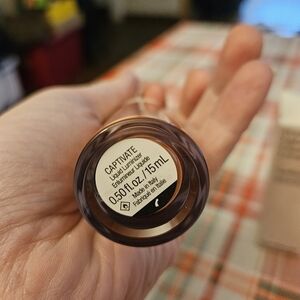 CAPTIVATE
Liquid Luminizer
Enlumineur Liquide
0.50 fl.oz./15mL
Made in Italy
Fabriqué en Italie